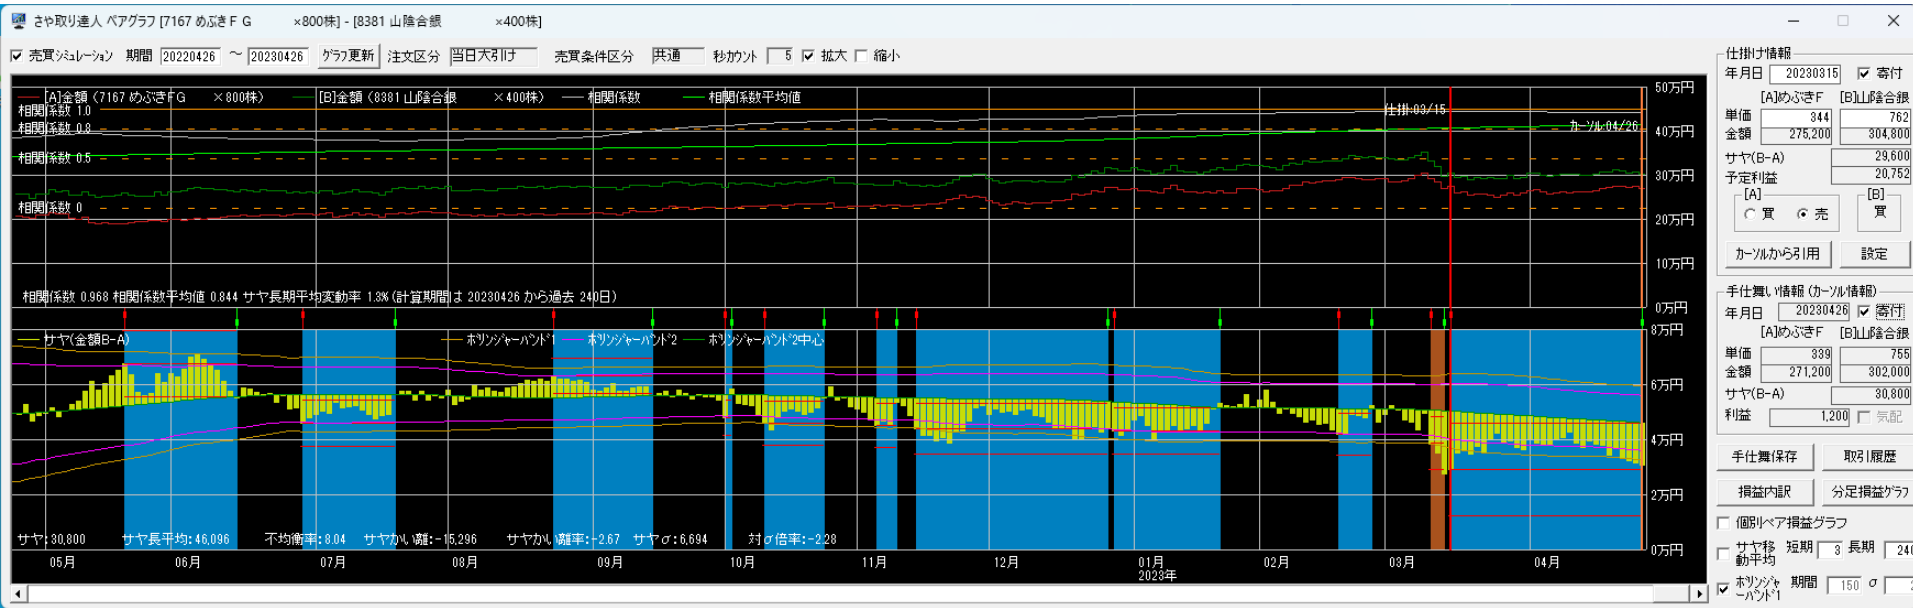 さや取り達人 ペアグラフ [7167 めぶきＦＧ ×800株] - [8381 山陰合銀 ×400株]
売買シミュレーション 期間 20220426 ～ 20230426 グラフ更新 注文区分 当日大引け 売買条件区分 共通 秒カウント 5 拡大 縮小
[A]金額 (7167 めぶきFG ×800株) [B]金額 (8381 山陰合銀 ×400株) 相関係数 相関係数平均値
相関係数 1.0
相関係数 0.8
相関係数 0.5
相関係数 0
仕掛:03/15
カーソル:04/26
50万円
40万円
30万円
20万円
10万円
0万円
相関係数 0.968 相関係数平均値 0.844 サヤ長期平均変動率 1.3% (計算期間は 20230426 から過去 240日)
サヤ(金額B-A) ボリンジャーバンド1 ボリンジャーバンド2 ボリンジャーバンド2中心
8万円
6万円
4万円
2万円
0万円
サヤ:30,800 サヤ長平均:46,096 不均衡率:8.04 サヤかい離:-15,296 サヤかい離率:-2.67 サヤσ:6,694 対σ倍率:-2.28
05月 06月 07月 08月 09月 10月 11月 12月 01月 02月 03月 04月
2023年
仕掛け情報
年月日 20230315 寄付
[A]めぶきF [B]山陰合銀
単価 344 762
金額 275,200 304,800
サヤ(B-A) 29,600
予定利益 20,752
[A] [B]
買 売 買
カーソルから引用 設定
手仕舞い情報 (カーソル情報)
年月日 20230426 寄付
[A]めぶきF [B]山陰合銀
単価 339 755
金額 271,200 302,000
サヤ(B-A) 30,800
利益 1,200 気配
手仕舞保存 取引履歴
損益内訳 分足損益グラフ
個別ペア損益グラフ
サヤ移動平均 短期 3 長期 240
ボリンジャーバンド1 期間 150 σ